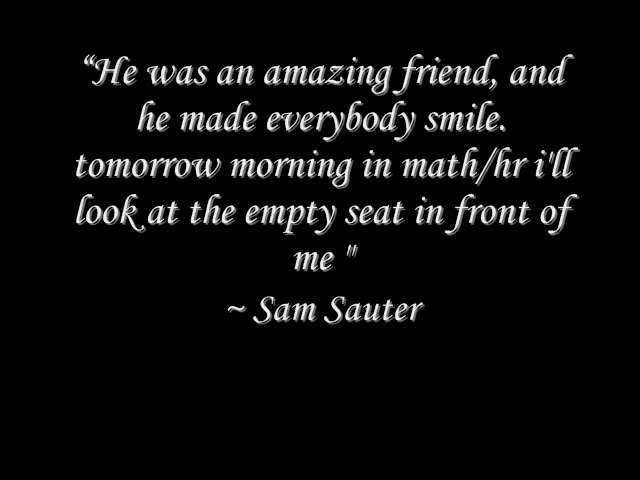 “He was an amazing friend, and
he made everybody smile.
tomorrow morning in math/hr i'll
look at the empty seat in front of
me "
~ Sam Sauter